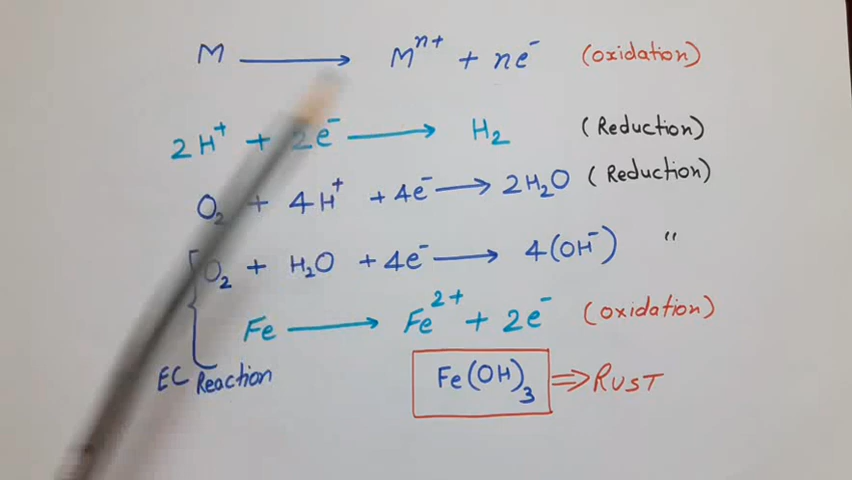 M ⟶ Mⁿ⁺ + ne⁻ (oxidation)
2H⁺ + 2e⁻ ⟶ H₂ (Reduction)
O₂ + 4H⁺ + 4e⁻ ⟶ 2H₂O (Reduction)
O₂ + H₂O + 4e⁻ ⟶ 4(OH⁻) "
Fe ⟶ Fe²⁺ + 2e⁻ (oxidation)
EC Reaction
Fe(OH)₃ ⇒ RUST